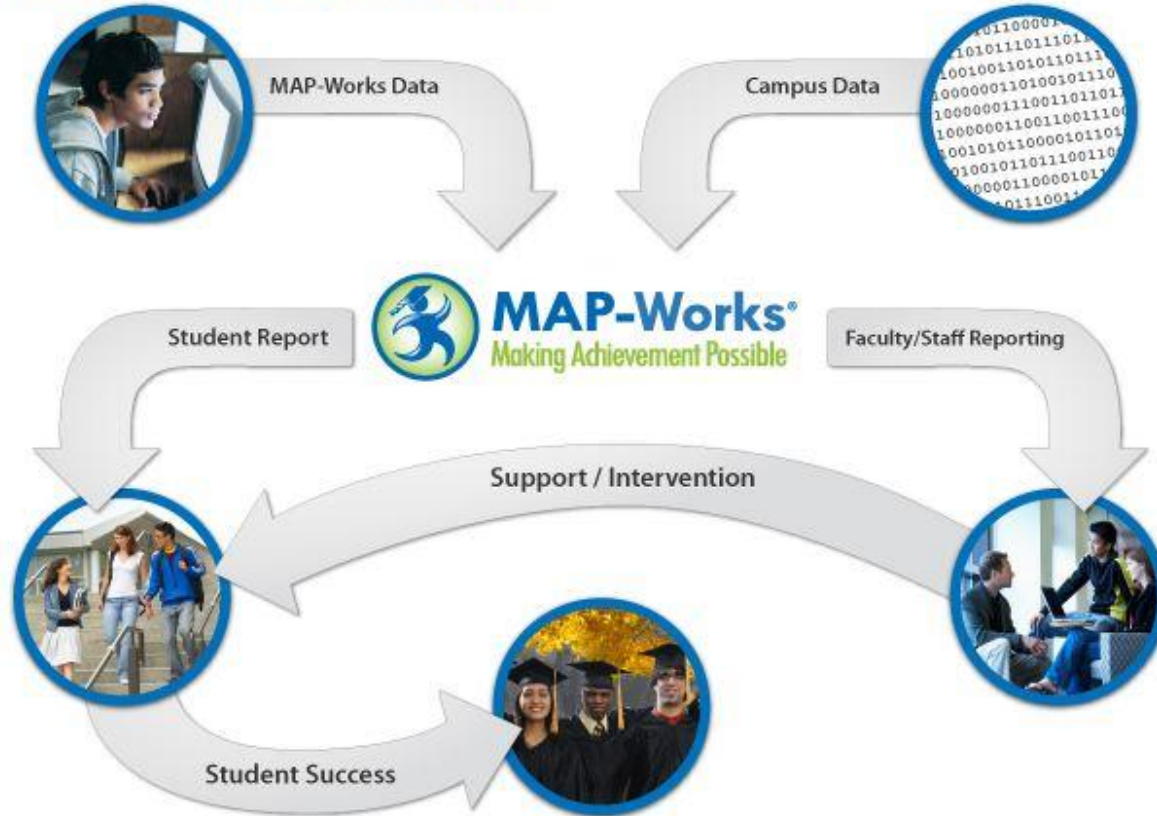 MAP-Works Data
Campus Data
MAP-Works®
Making Achievement Possible
Student Report
Faculty/Staff Reporting
Support / Intervention
Student Success